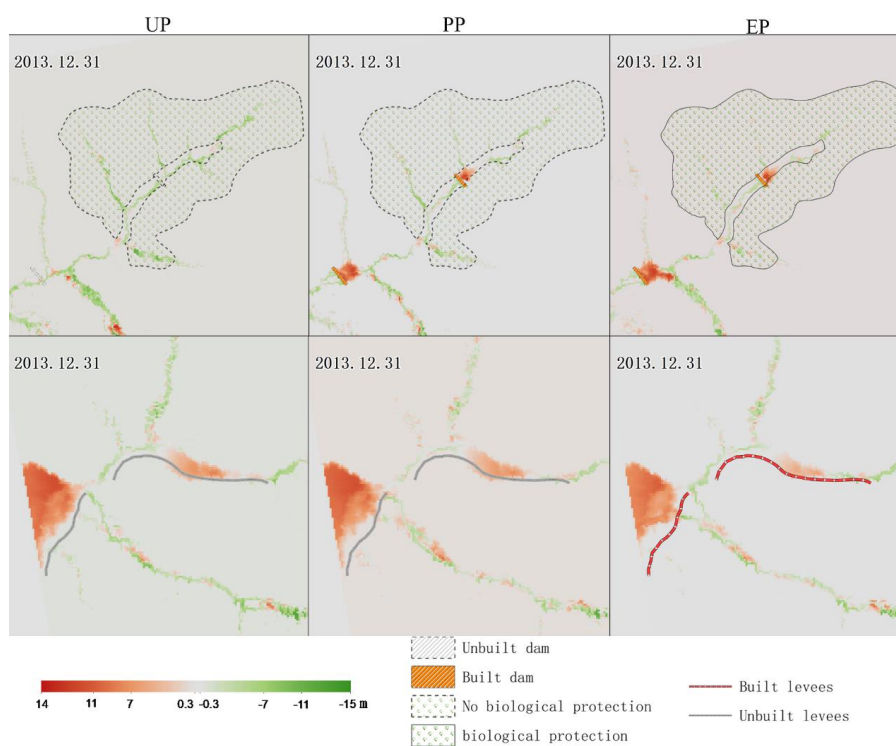 UP PP EP
2013.12.31 2013.12.31 2013.12.31
2013.12.31 2013.12.31 2013.12.31
Unbuilt dam
Built dam
No biological protection
biological protection
Built levees
Unbuilt levees
14 11 7 0.3 -0.3 -7 -11 -15 m